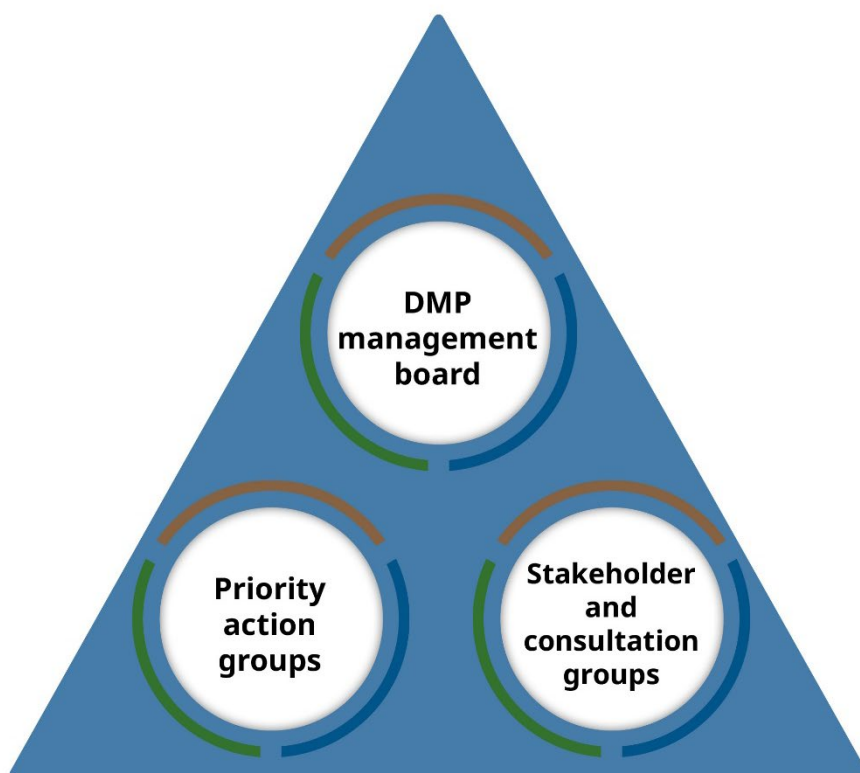 DMP
management
board
Priority
action
groups
Stakeholder
and
consultation
groups